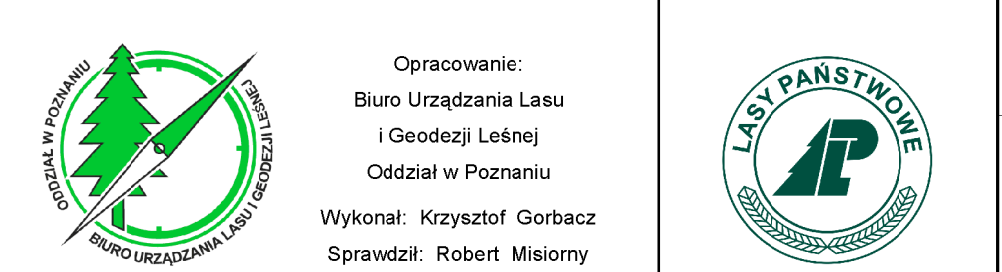 ODDZIAŁ W POZNANIU
BIURO URZĄDZANIA LASU I GEODEZJI LEŚNEJ
Opracowanie:
Biuro Urządzania Lasu
i Geodezji Leśnej
Oddział w Poznaniu
Wykonał: Krzysztof Gorbacz
Sprawdził: Robert Misiorny
LASY PAŃSTWOWE
LP